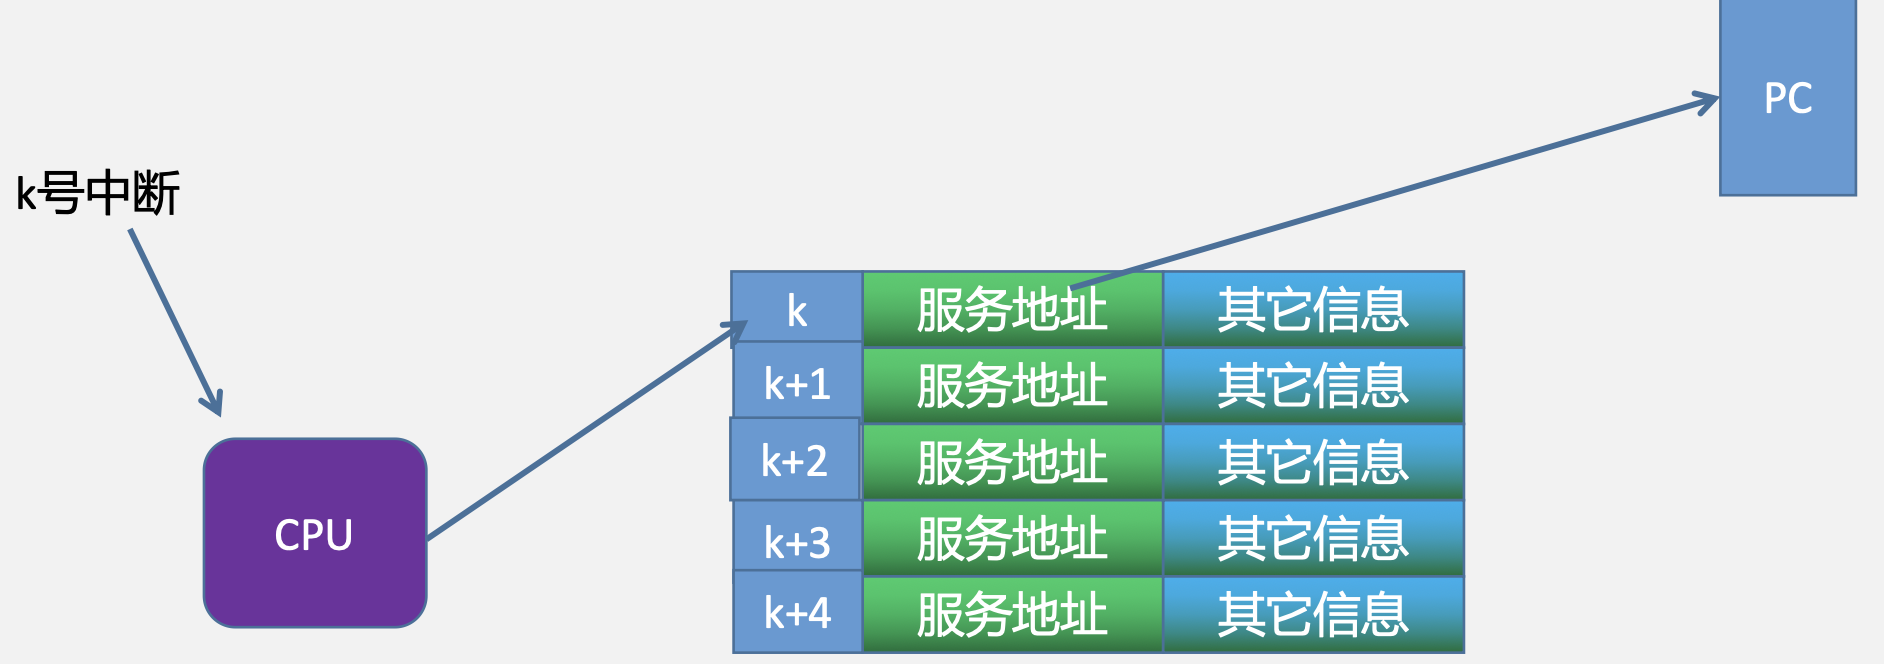 PC
k号中断
k 服务地址 其它信息
k+1 服务地址 其它信息
k+2 服务地址 其它信息
CPU
k+3 服务地址 其它信息
k+4 服务地址 其它信息